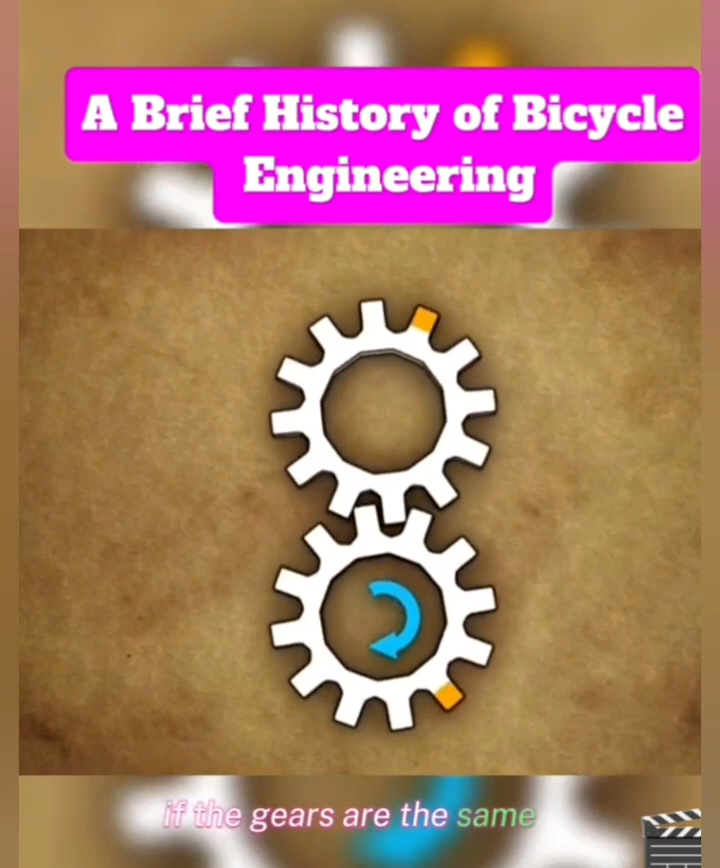 A Brief History of Bicycle
Engineering
if the gears are the same